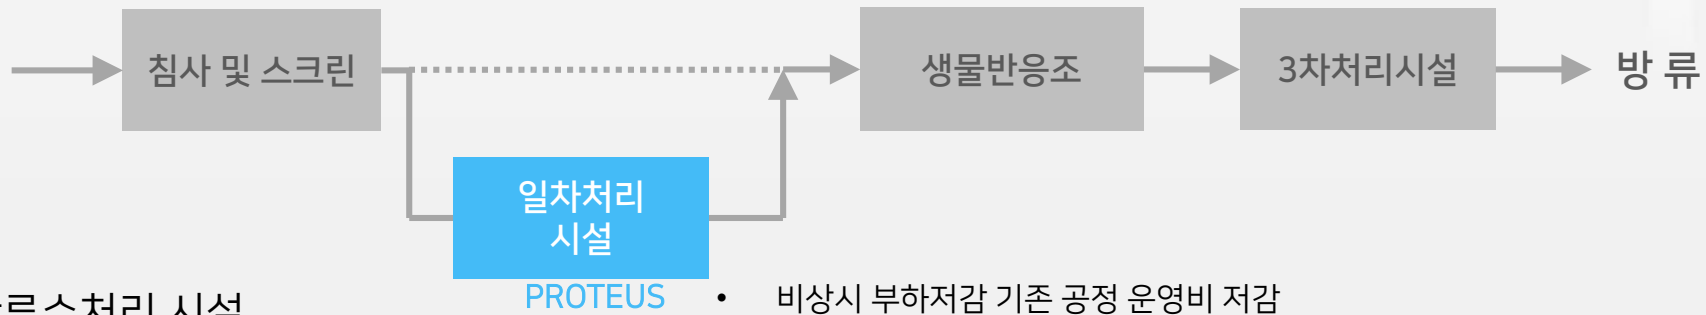 침사 및 스크린
생물반응조
3차처리시설
방 류
일차처리
시설
PROTEUS
• 비상시 부하저감 기존 공정 운영비 저감
시설